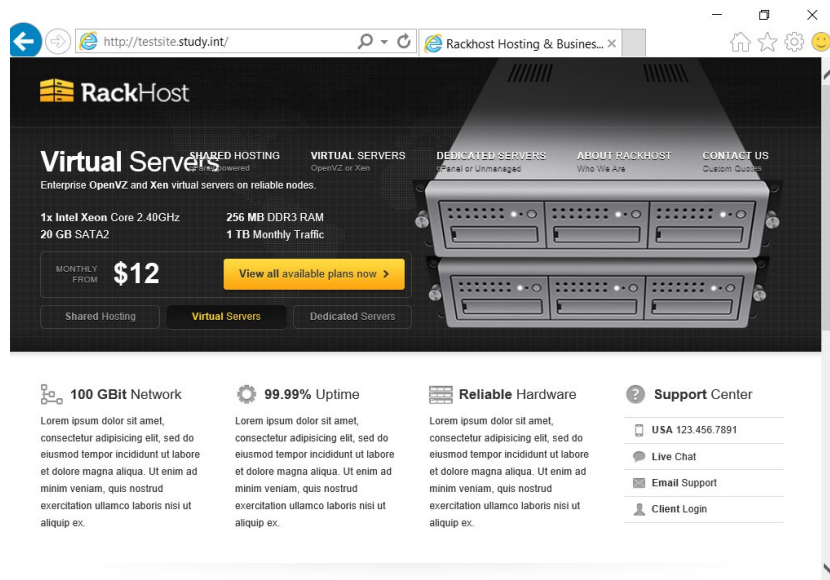 http://testsite.study.int/
Rackhost Hosting & Busines...
RackHost
SHARED HOSTING
VIRTUAL SERVERS
OpenVZ or Xen
DEDICATED SERVERS
cPanel or Unmanaged
ABOUT RACKHOST
Who We Are
CONTACT US
Custom Quotes
Virtual Servers
Enterprise OpenVZ and Xen virtual servers on reliable nodes.
1x Intel Xeon Core 2.40GHz
256 MB DDR3 RAM
20 GB SATA2
1 TB Monthly Traffic
MONTHLY
FROM
$12
View all available plans now
Shared Hosting
Virtual Servers
Dedicated Servers
100 GBit Network
Lorem ipsum dolor sit amet,
consectetur adipisicing elit, sed do
eiusmod tempor incididunt ut labore
et dolore magna aliqua. Ut enim ad
minim veniam, quis nostrud
exercitation ullamco laboris nisi ut
aliquip ex.
99.99% Uptime
Lorem ipsum dolor sit amet,
consectetur adipisicing elit, sed do
eiusmod tempor incididunt ut labore
et dolore magna aliqua. Ut enim ad
minim veniam, quis nostrud
exercitation ullamco laboris nisi ut
aliquip ex.
Reliable Hardware
Lorem ipsum dolor sit amet,
consectetur adipisicing elit, sed do
eiusmod tempor incididunt ut labore
et dolore magna aliqua. Ut enim ad
minim veniam, quis nostrud
exercitation ullamco laboris nisi ut
aliquip ex.
Support Center
USA 123.456.7891
Live Chat
Email Support
Client Login